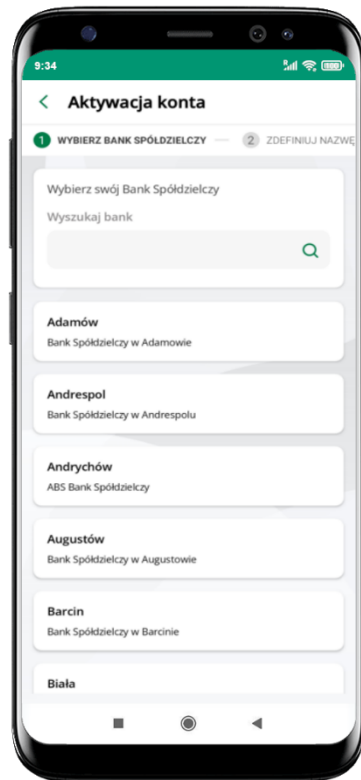 9:34
Aktywacja konta
1 WYBIERZ BANK SPÓŁDZIELCZY 2 ZDEFINIUJ NAZWĘ
Wybierz swój Bank Spółdzielczy
Wyszukaj bank
Adamów
Bank Spółdzielczy w Adamowie
Andrespol
Bank Spółdzielczy w Andrespolu
Andrychów
ABS Bank Spółdzielczy
Augustów
Bank Spółdzielczy w Augustowie
Barcin
Bank Spółdzielczy w Barcinie
Biała